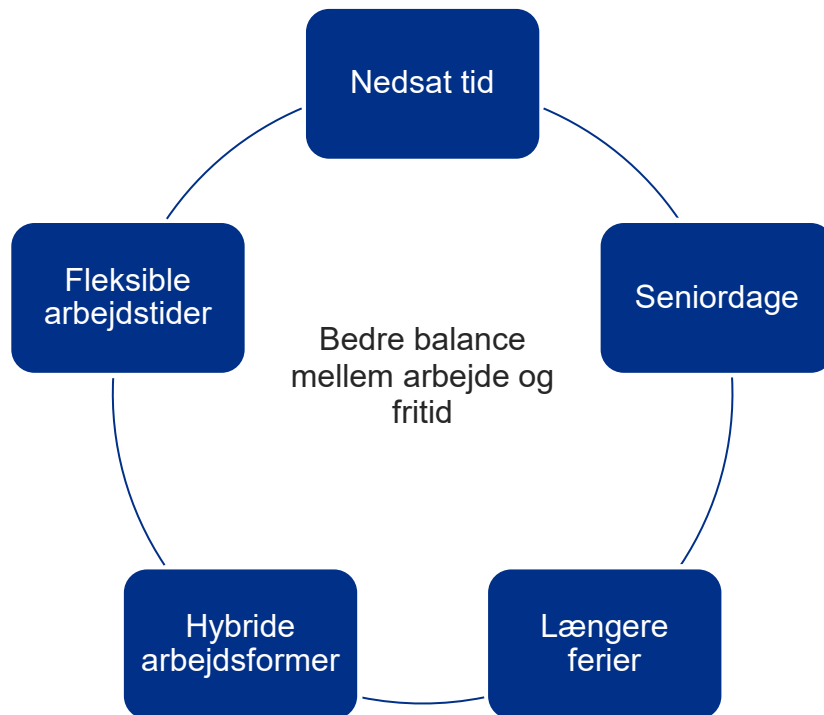 Nedsat tid
Seniordage
Længere
ferier
Hybride
arbejdsformer
Fleksible
arbejdstider
Bedre balance
mellem arbejde og
fritid